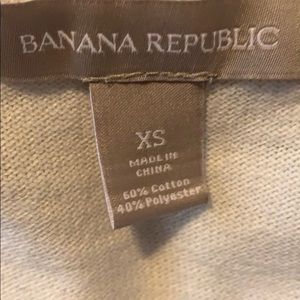 BANANA REPUBLIC
XS
MADE IN
CHINA
60% Cotton
40% Polyester